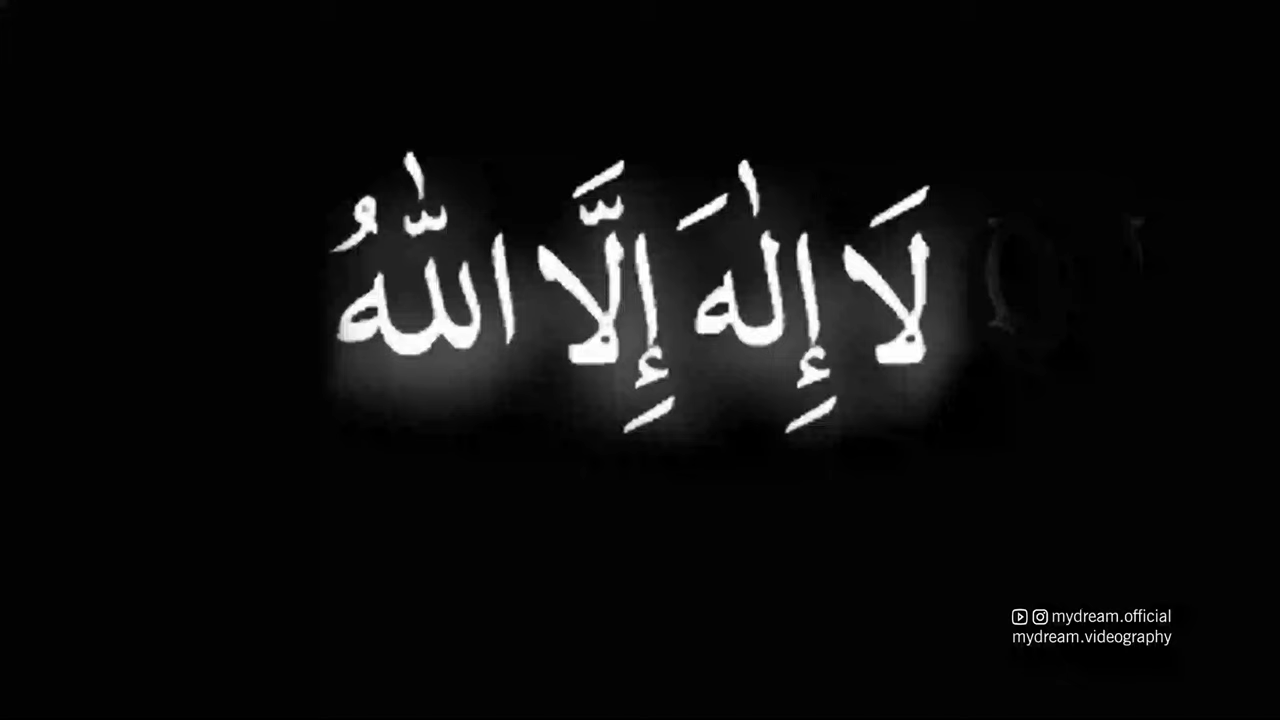 لَا إِلٰهَ إِلَّا اللّٰهُ
mydream.official
mydream.videography